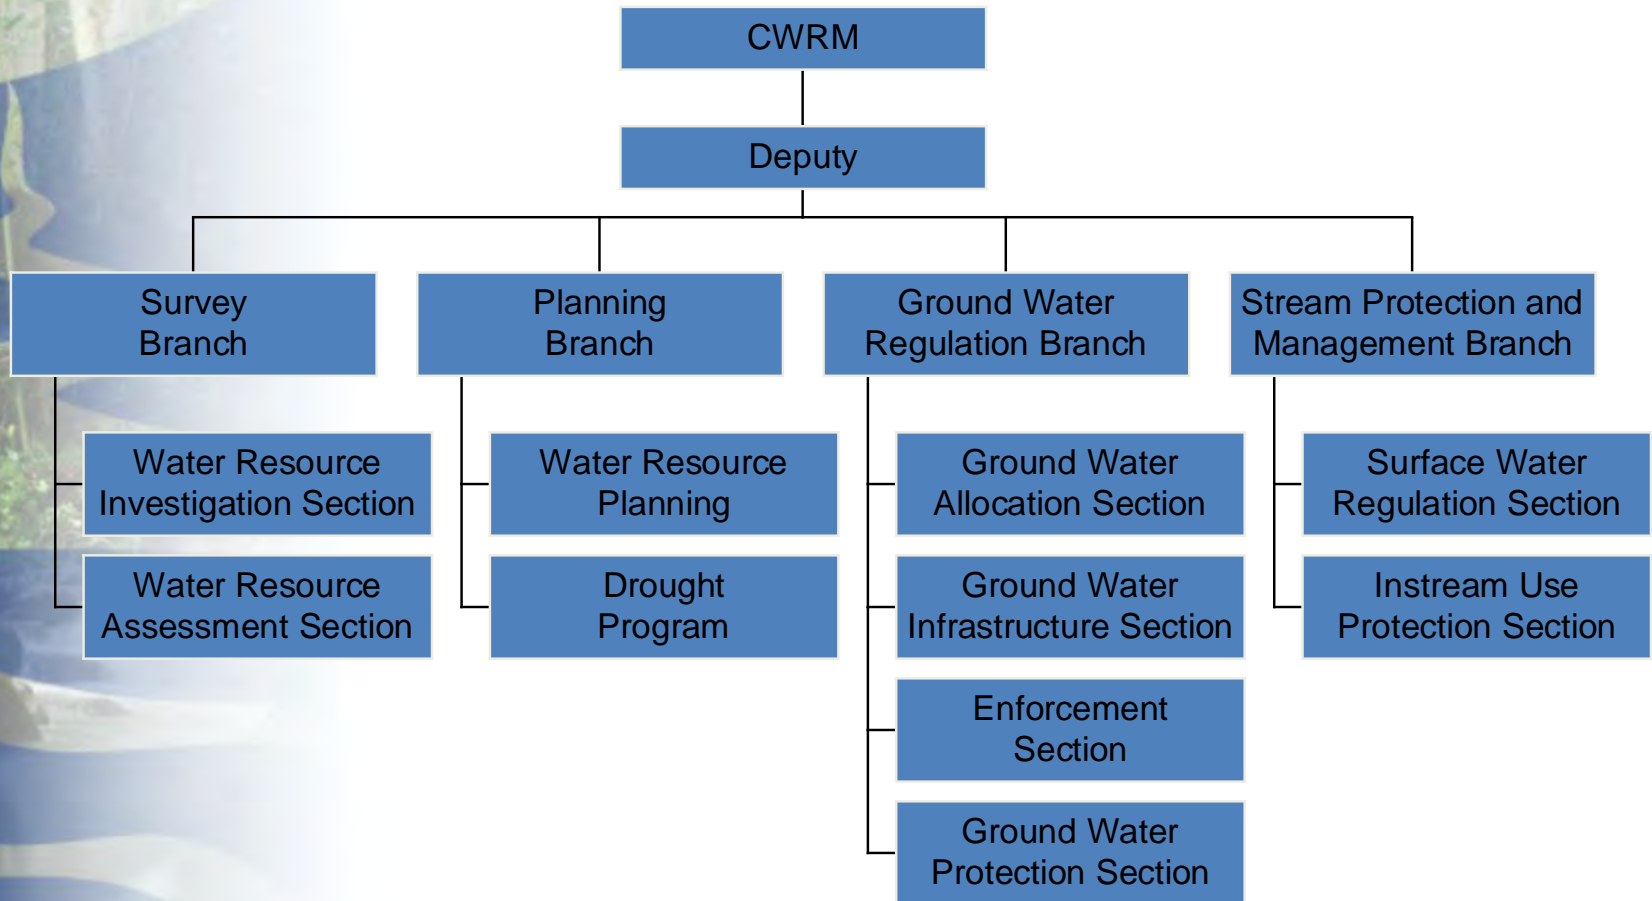 CWRM
Deputy
Survey
Branch
Planning
Branch
Ground Water
Regulation Branch
Stream Protection and
Management Branch
Water Resource
Investigation Section
Water Resource
Assessment Section
Water Resource
Planning
Drought
Program
Ground Water
Allocation Section
Ground Water
Infrastructure Section
Enforcement
Section
Ground Water
Protection Section
Surface Water
Regulation Section
Instream Use
Protection Section